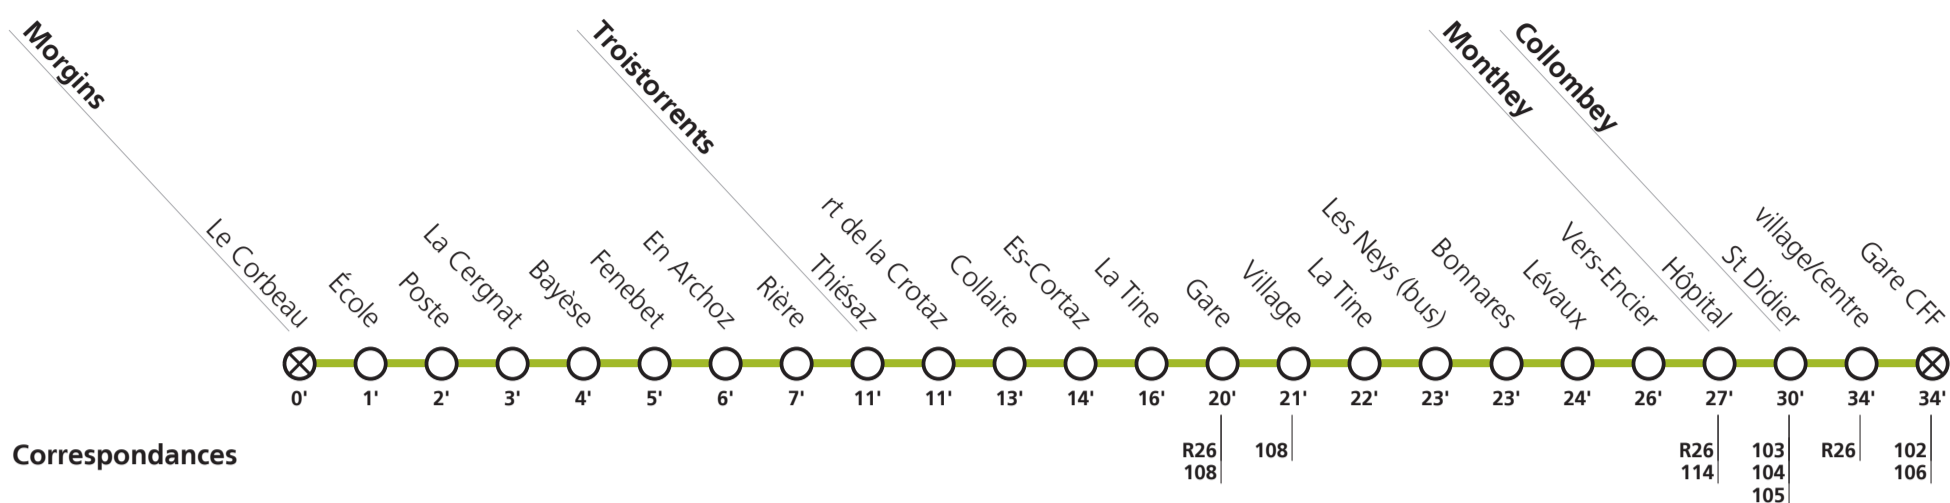 Morgins
Troistorrents
Monthey
Collombey
Le Corbeau
École
Poste
La Cergnat
Bayèse
Fenebet
En Archoz
Rière
Thiésaz
rt de la Crotaz
Collaire
Es-Cortaz
La Tine
Gare
Village
La Tine
Les Neys (bus)
Bonnares
Lévaux
Vers-Encier
Hôpital
St Didier
village/centre
Gare CFF
0' 1' 2' 3' 4' 5' 6' 7' 11' 11' 13' 14' 16' 20' 21' 22' 23' 23' 24' 26' 27' 30' 34' 34'
Correspondances
R26 108 R26 103 R26 102
108 114 104 106
105